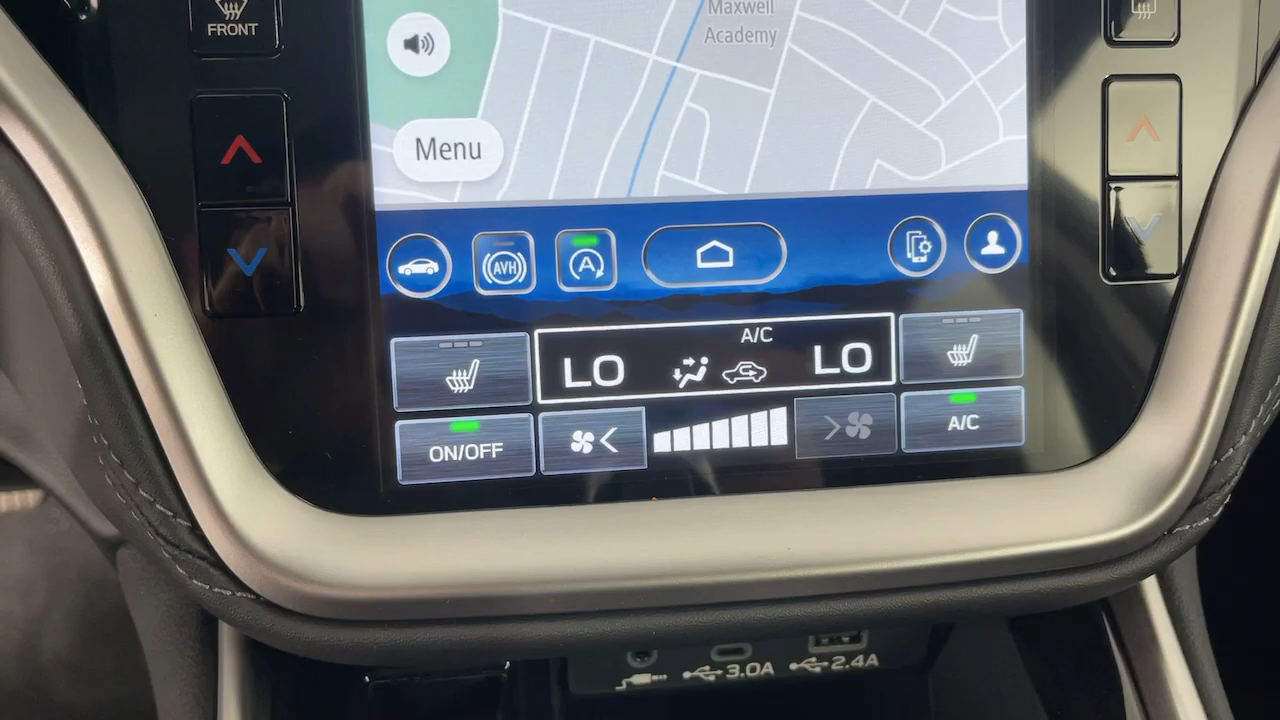 FRONT
Maxwell
Academy
Menu
AVH
A
A/C
LO
LO
ON/OFF
A/C
3.0A
2.4A